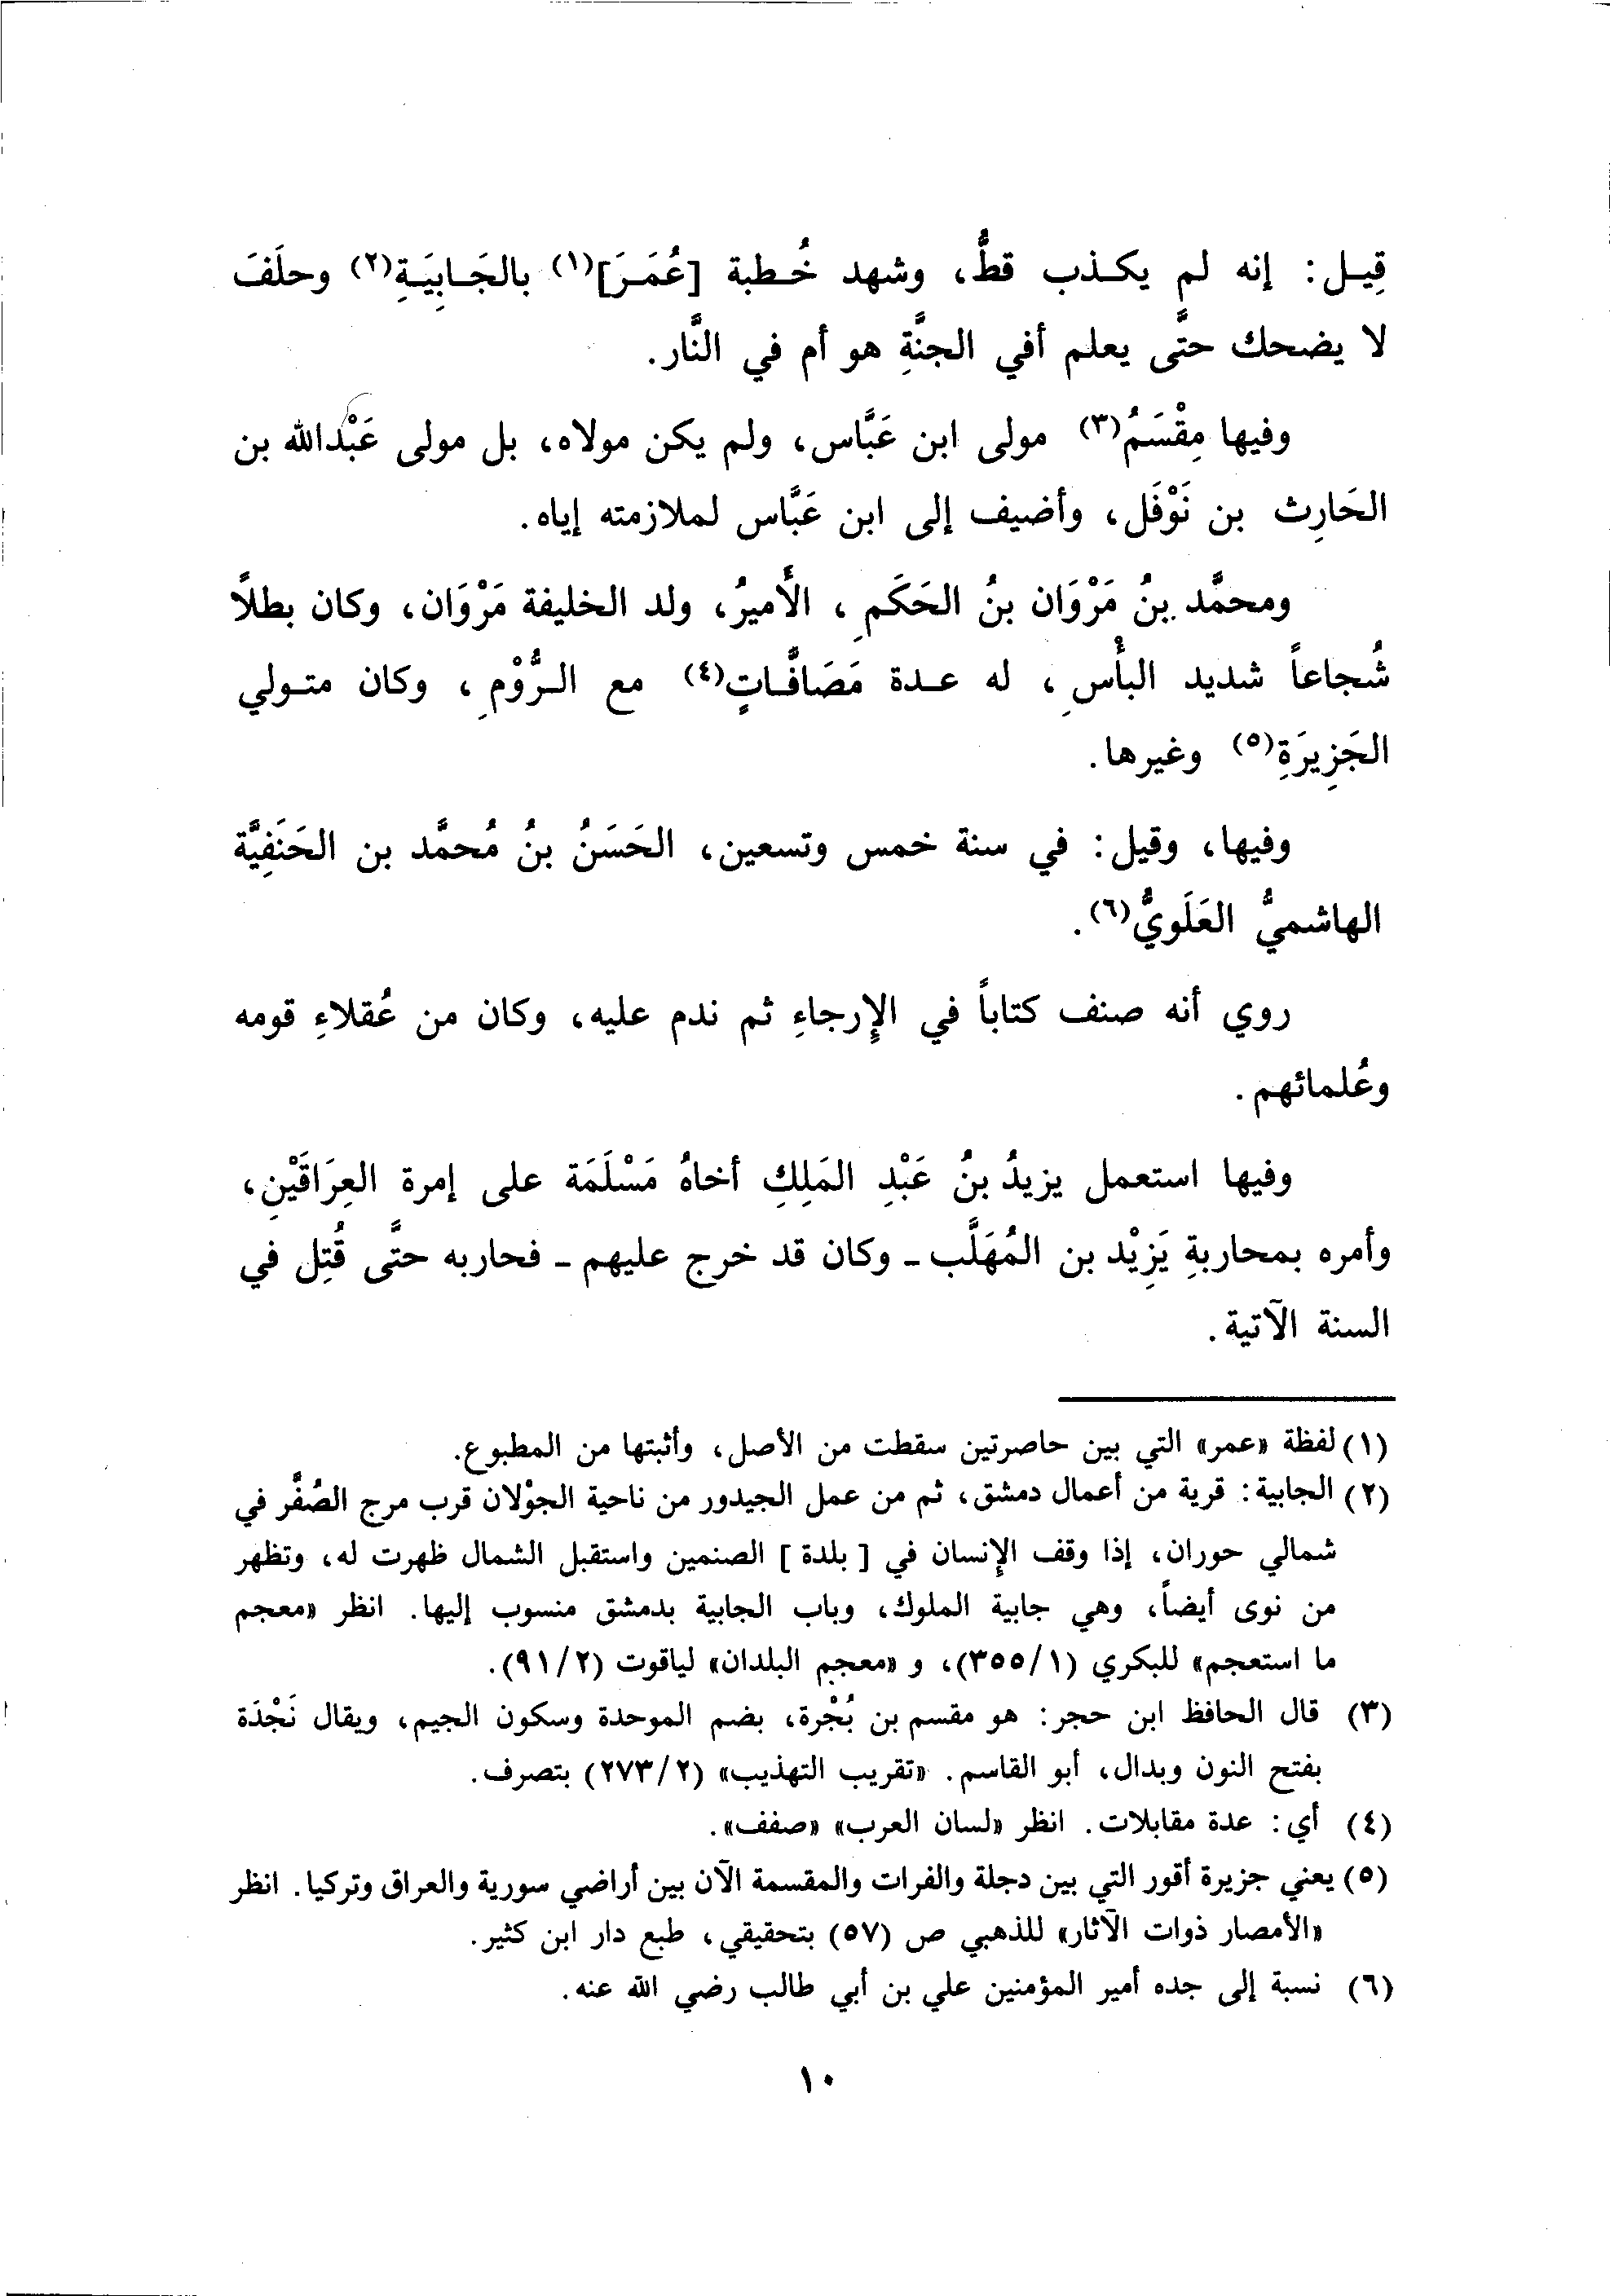 قِيـل: إنه لم يكـذب قطُّ، وشهد خُـطبة [عُمَـرَ](١) بالجَـابِيَـةِ(٢) وحلَفَ
لا يضحك حتَّى يعلم أفي الجنَّةِ هو أم في النَّار.
وفيها مِقْسَمُ(٣) مولى ابن عَبَّاس، ولم يكن مولاه، بل مولى عَبْدالله بن
الحَارِث بن نَوْفَل، وأضيف إلى ابن عَبَّاس لملازمته إياه.
ومحمَّد بنُ مَرْوَان بنُ الحَكَمِ، الأَميرُ، ولد الخليفة مَرْوَان، وكان بطلاً
شُجاعاً شديد البأْسِ، له عـدة مَصَافَّـاتٍ(٤) مع الـرُّوْمِ، وكان متـولي
الجَزِيرَةِ(٥) وغيرها.
وفيها، وقيل: في سنة خمس وتسعين، الحَسَنُ بنُ مُحمَّد بن الحَنَفِيَّة
الهاشميُّ العَلَويُّ(٦).
روي أنه صنف كتاباً في الإِرجاءِ ثم ندم عليه، وكان من عُقلاءِ قومه
وعُلمائهم.
وفيها استعمل يزيدُ بنُ عَبْدِ المَلِكِ أخاهُ مَسْلَمَة على إمرة العِرَاقَيْنِ،
وأمره بمحاربةِ يَزِيْد بن المُهَلَّب ـ وكان قد خرج عليهم ـ فحاربه حتَّى قُتِل في
السنة الآتية.
(١) لفظة «عمر» التي بين حاصرتين سقطت من الأصل، وأثبتها من المطبوع.
(٢) الجابية: قرية من أعمال دمشق، ثم من عمل الجيدور من ناحية الجوْلان قرب مرج الصُفَّر في
شمالي حوران، إذا وقف الإنسان في [بلدة] الصنمين واستقبل الشمال ظهرت له، وتظهر
من نوى أيضاً، وهي جابية الملوك، وباب الجابية بدمشق منسوب إليها. انظر «معجم
ما استعجم» للبكري (٣٥٥/١)، و «معجم البلدان» لياقوت (٩١/٢).
(٣) قال الحافظ ابن حجر: هو مقسم بن بُجْرة، بضم الموحدة وسكون الجيم، ويقال نَجْدَة
بفتح النون وبدال، أبو القاسم. «تقريب التهذيب» (٢٧٣/٢) بتصرف.
(٤) أي: عدة مقابلات. انظر «لسان العرب» «صفف».
(٥) يعني جزيرة أقور التي بين دجلة والفرات والمقسمة الآن بين أراضي سورية والعراق وتركيا. انظر
«الأمصار ذوات الآثار» للذهبي ص (٥٧) بتحقيقي، طبع دار ابن كثير.
(٦) نسبة إلى جده أمير المؤمنين علي بن أبي طالب رضي الله عنه.
١٠